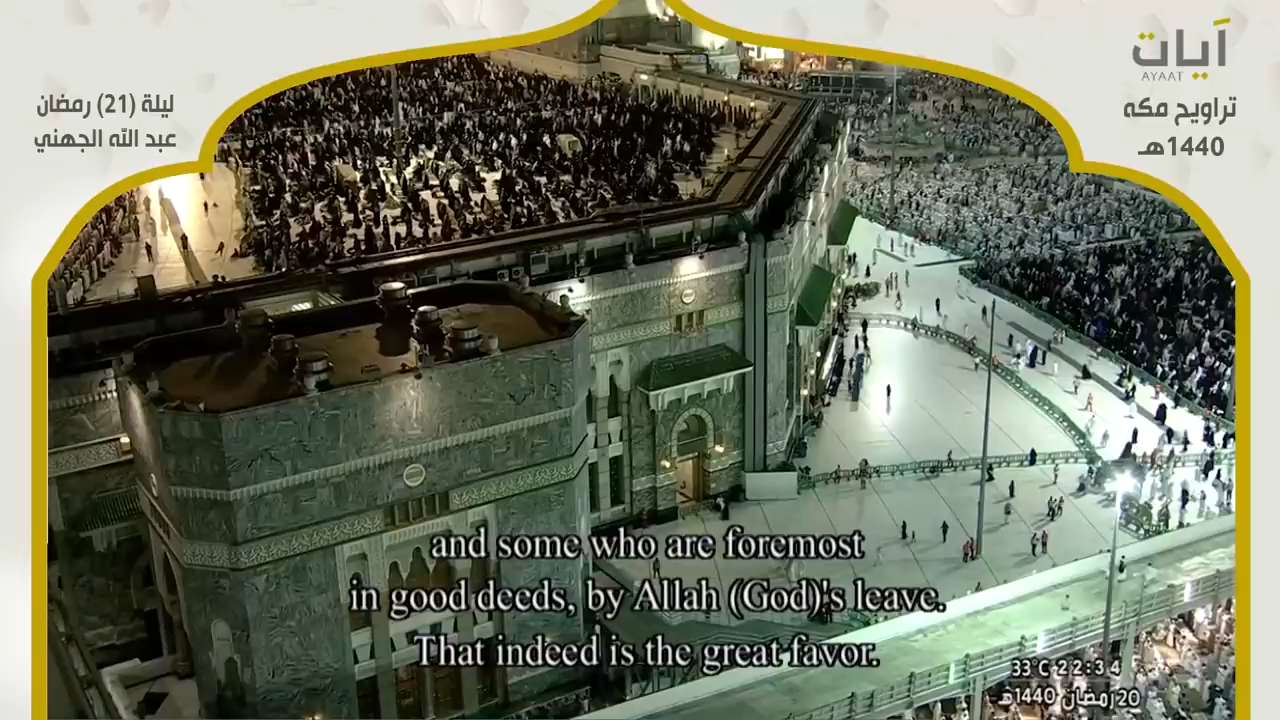 آيات
AYAAT
تراويح مكه
1440هـ
ليلة (21) رمضان
عبد الله الجهني
and some who are foremost
in good deeds, by Allah (God)'s leave.
That indeed is the great favor.
33°C 22:34
20 رمضان 1440هـ